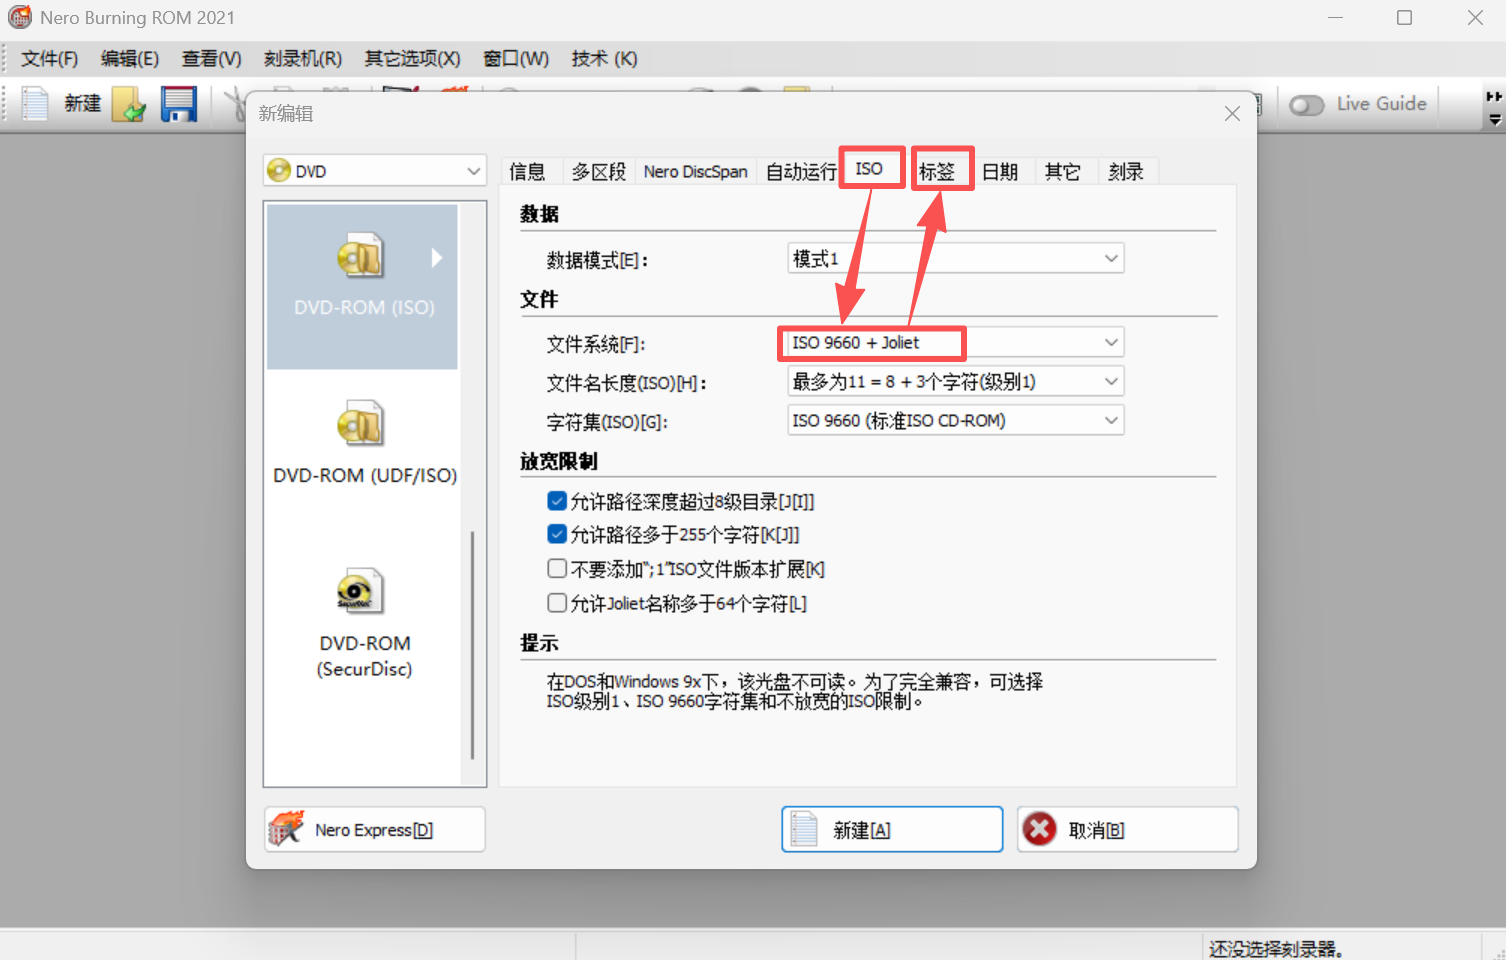 Nero Burning ROM 2021
文件(F) 编辑(E) 查看(V) 刻录机(R) 其它选项(X) 窗口(W) 技术 (K)
新建 Live Guide
新编辑
DVD
信息 多区段 Nero DiscSpan 自动运行 ISO 标签 日期 其它 刻录
DVD-ROM (ISO)
DVD-ROM (UDF/ISO)
DVD-ROM
(SecurDisc)
数据
数据模式[E]: 模式1
文件
文件系统[F]: ISO 9660 + Joliet
文件名长度(ISO)[H]: 最多为11 = 8 + 3个字符(级别1)
字符集(ISO)[G]: ISO 9660 (标准ISO CD-ROM)
放宽限制
允许路径深度超过8级目录[J[I]]
允许路径多于255个字符[K[J]]
不要添加";1"ISO文件版本扩展[K]
允许Joliet名称多于64个字符[L]
提示
在DOS和Windows 9x下，该光盘不可读。为了完全兼容，可选择
ISO级别1、ISO 9660字符集和不放宽的ISO限制。
Nero Express[D] 新建[A] 取消[B]
还没选择刻录器。